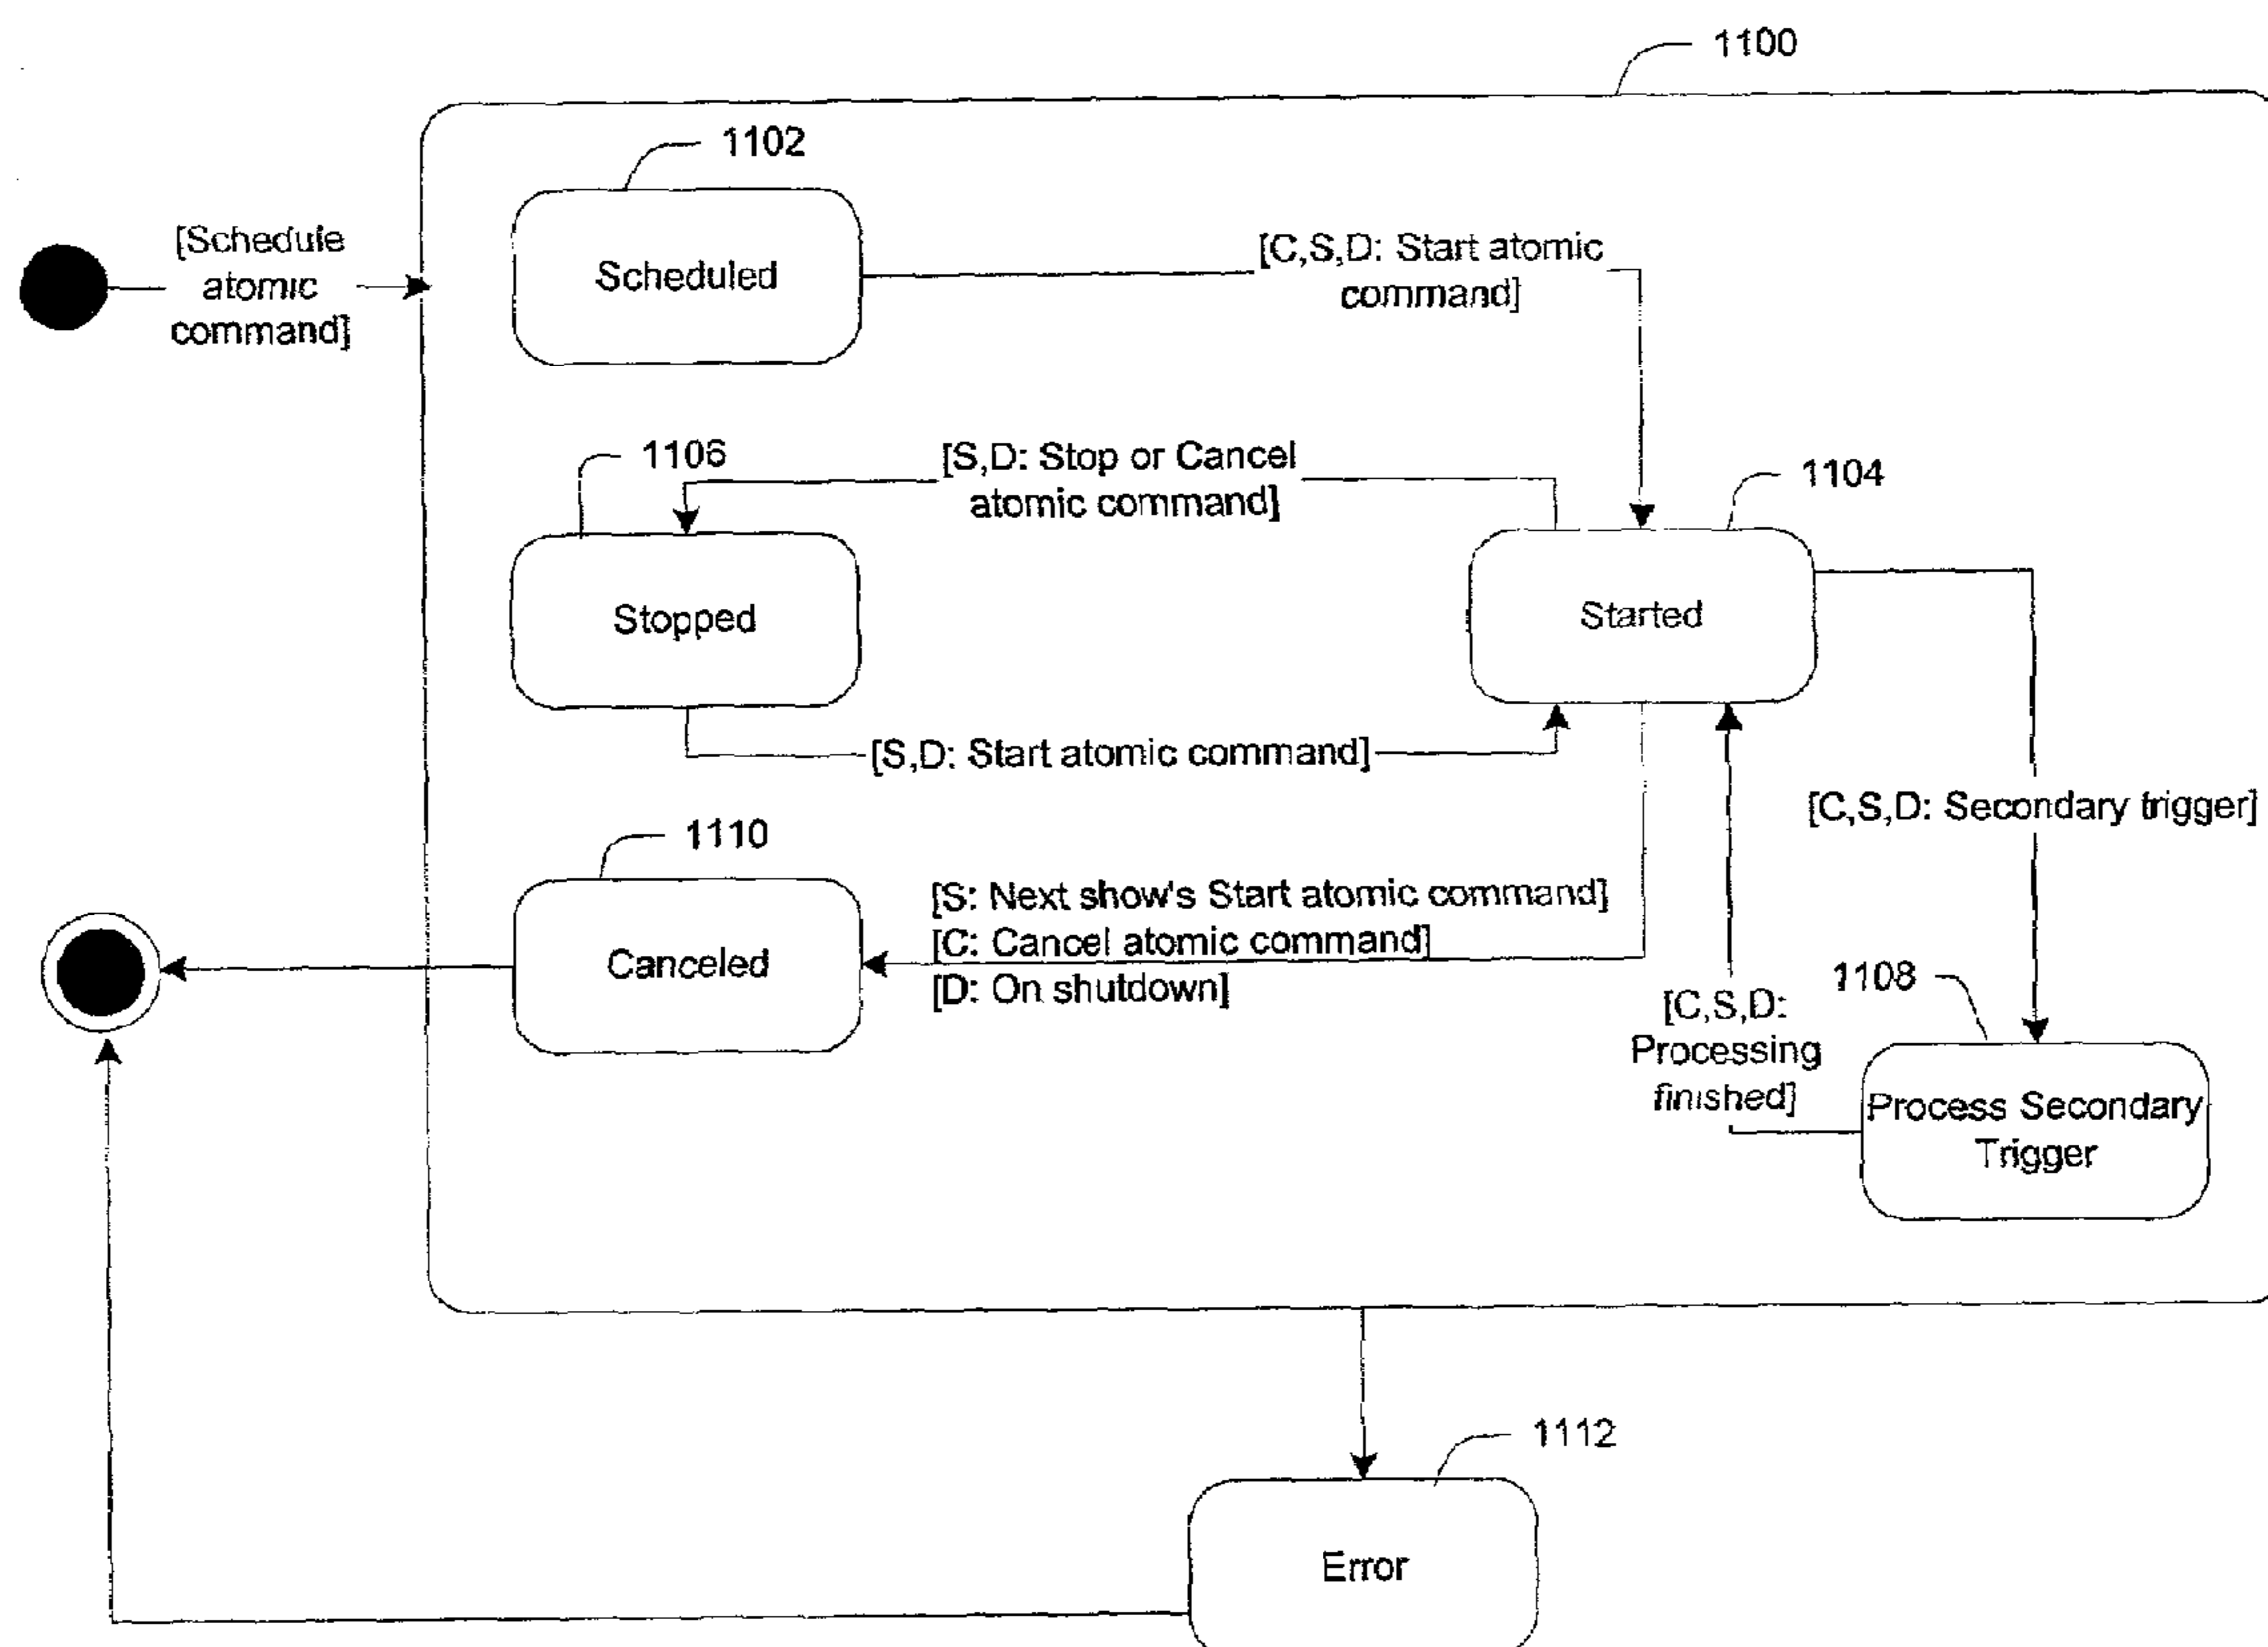 1100
1102
[Schedule
atomic
command]
Scheduled
[C,S,D: Start atomic
command]
1106
[S,D: Stop or Cancel
atomic command]
1104
Stopped
Started
[S,D: Start atomic command]
[C,S,D: Secondary trigger]
1110
[S: Next show's Start atomic command]
[C: Cancel atomic command]
[D: On shutdown]
Canceled
1108
[C,S,D:
Processing
finished]
Process Secondary
Trigger
1112
Error